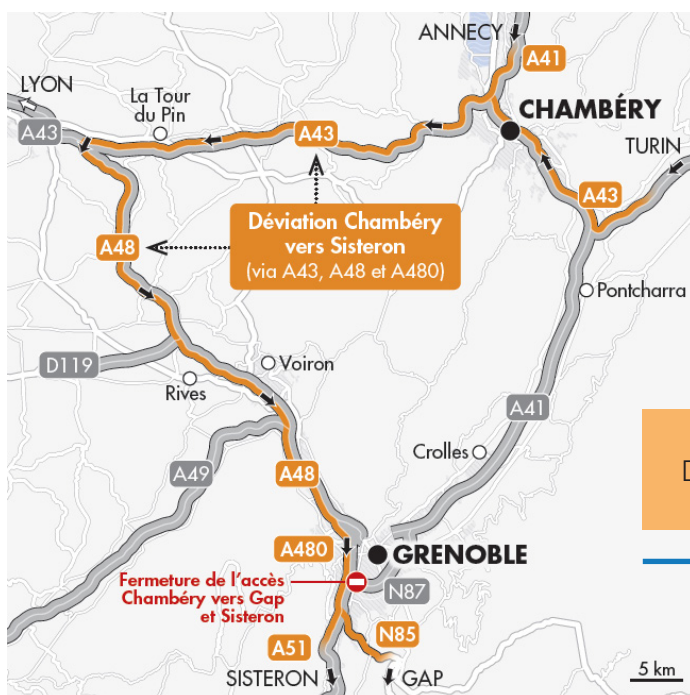 ANNECY
A41
LYON
La Tour
du Pin
CHAMBÉRY
A43
A43
TURIN
A43
Déviation Chambéry
vers Sisteron
(via A43, A48 et A480)
A48
Pontcharra
D119
Voiron
Rives
A41
Crolles
A49
A48
A480
GRENOBLE
Fermeture de l'accès
Chambéry vers Gap
et Sisteron
N87
N85
A51
SISTERON
GAP
5 km